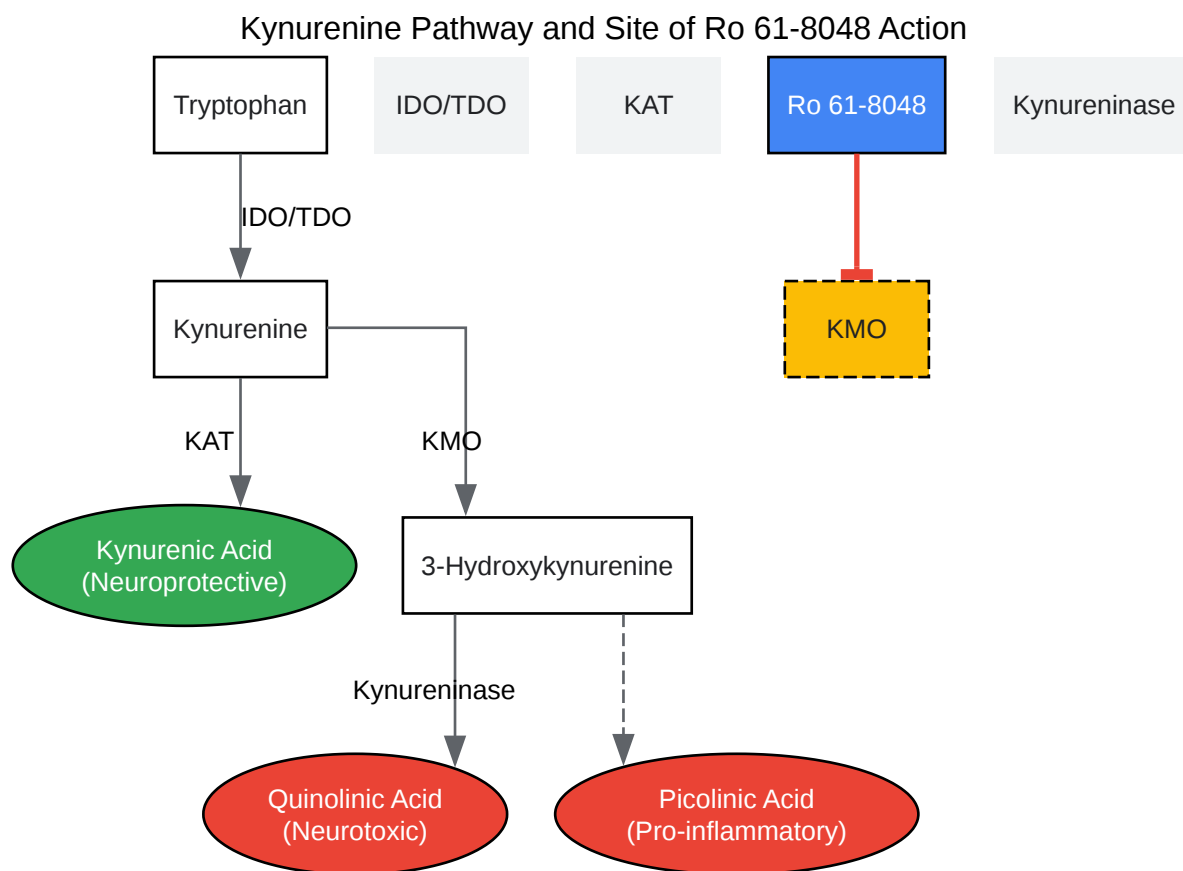 Kynurenine Pathway and Site of Ro 61-8048 Action
Tryptophan
IDO/TDO
KAT
Ro 61-8048
Kynureninase
IDO/TDO
Kynurenine
KMO
KAT
KMO
Kynurenic Acid
(Neuroprotective)
3-Hydroxykynurenine
Kynureninase
Quinolinic Acid
(Neurotoxic)
Picolinic Acid
(Pro-inflammatory)